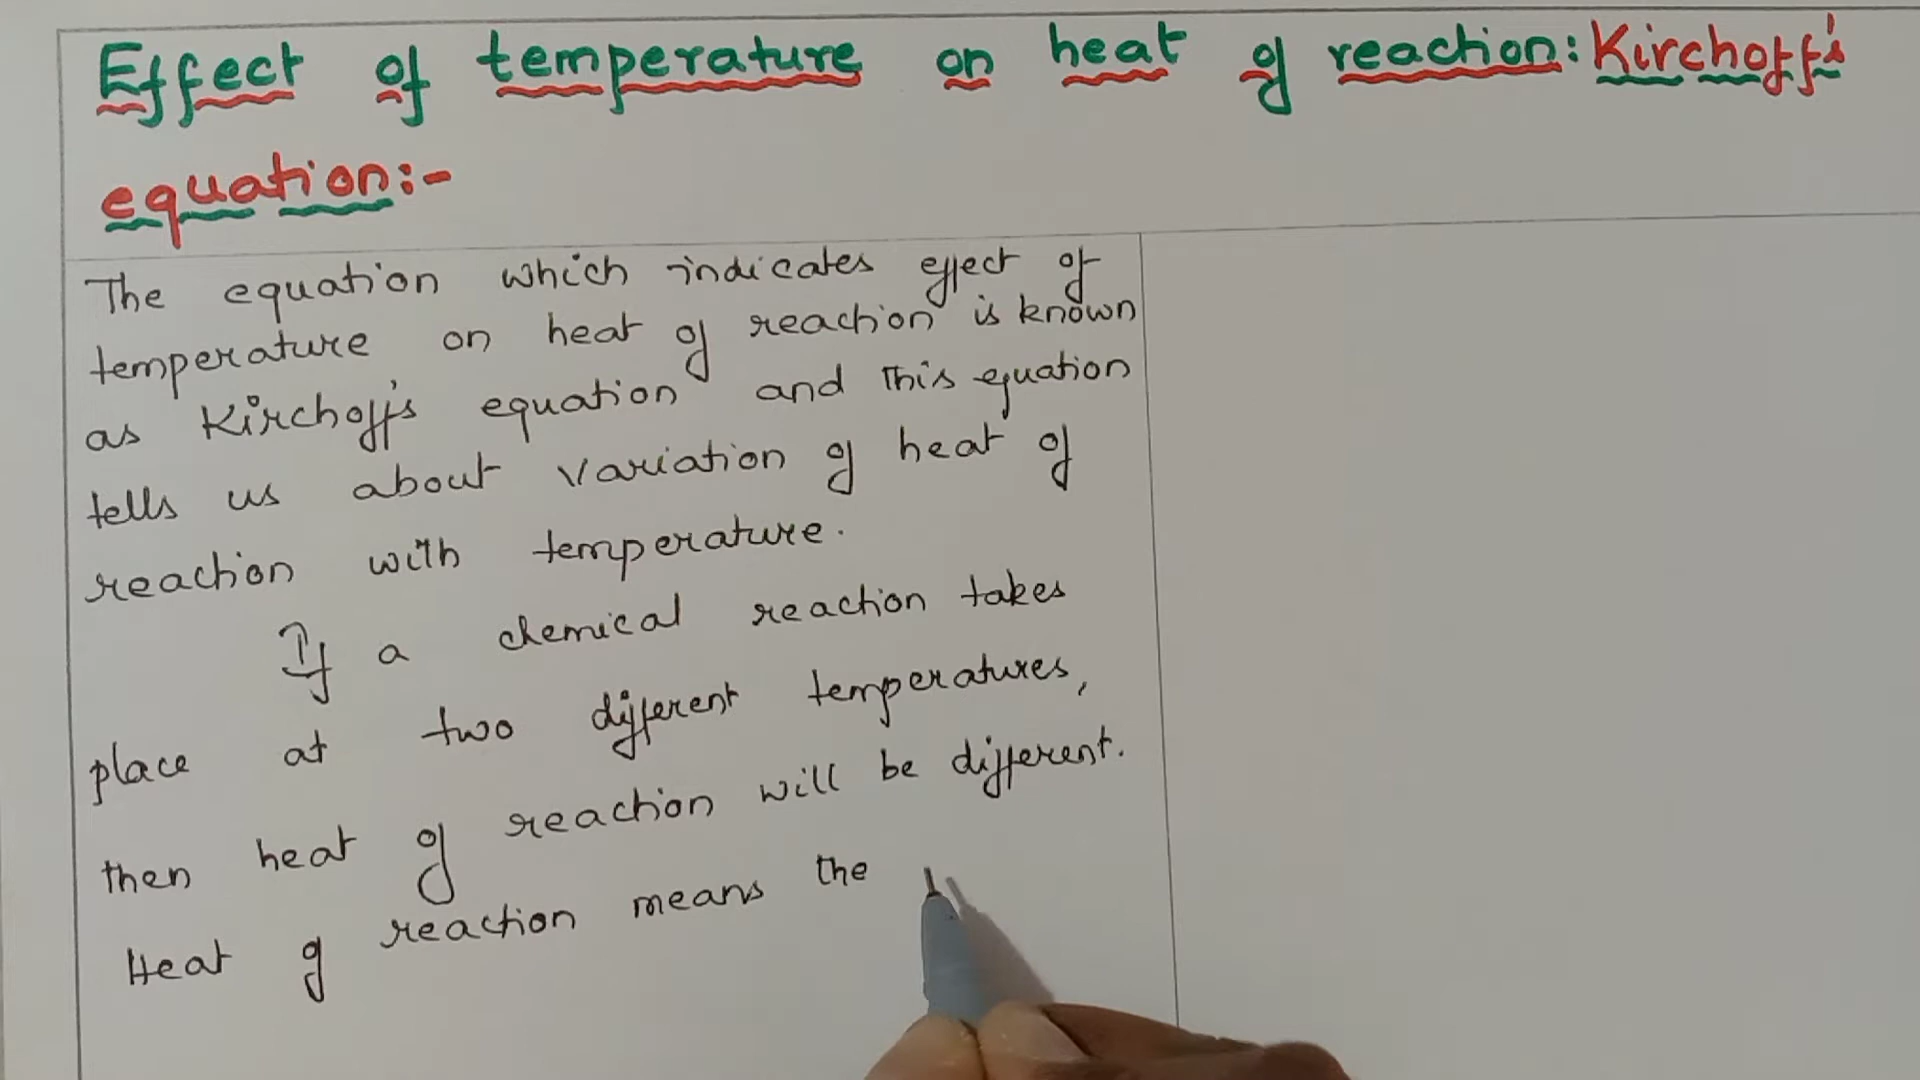 Effect of temperature on heat of reaction: Kirchoff's
equation:-
The equation which indicates effect of
temperature on heat of reaction is known
as Kirchoff's equation and this equation
tells us about variation of heat of
reaction with temperature.
If a chemical reaction takes
place at two different temperatures,
then heat of reaction will be different.
Heat of reaction means the